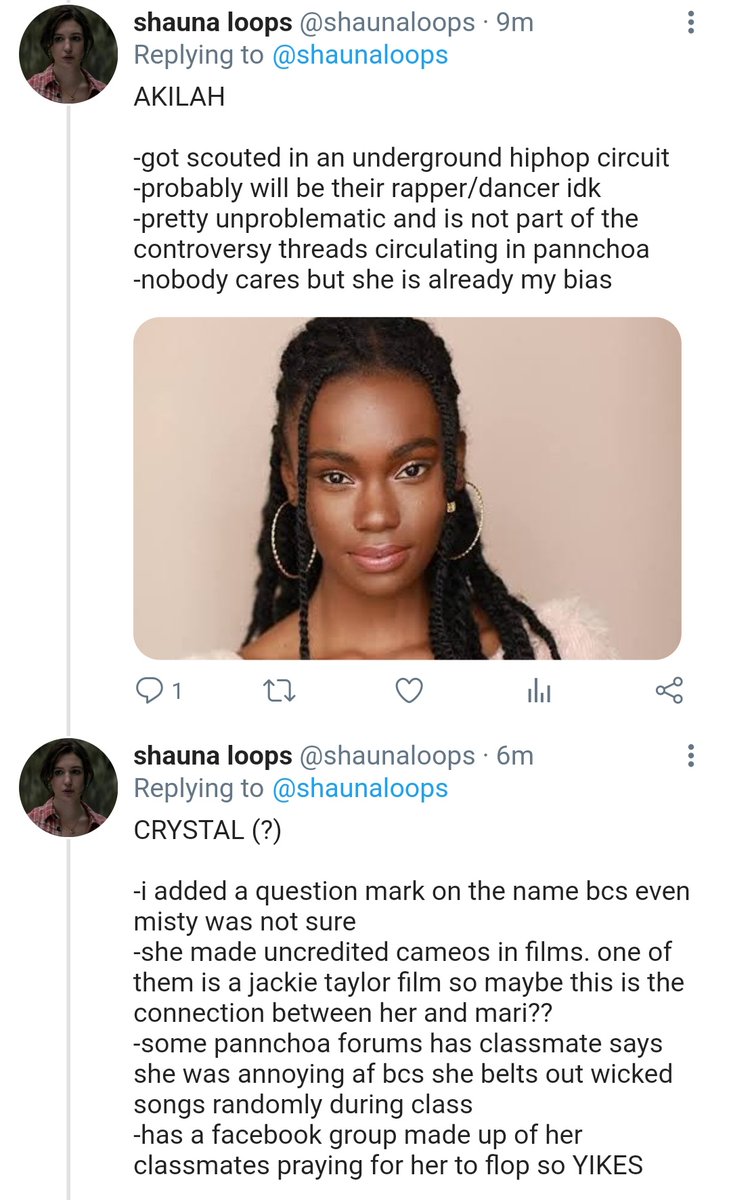 shauna loops @shaunaloops · 9m
Replying to @shaunaloops
AKILAH
-got scouted in an underground hiphop circuit
-probably will be their rapper/dancer idk
-pretty unproblematic and is not part of the
controversy threads circulating in pannchoa
-nobody cares but she is already my bias
1
shauna loops @shaunaloops · 6m
Replying to @shaunaloops
CRYSTAL (?)
-i added a question mark on the name bcs even
misty was not sure
-she made uncredited cameos in films. one of
them is a jackie taylor film so maybe this is the
connection between her and mari??
-some pannchoa forums has classmate says
she was annoying af bcs she belts out wicked
songs randomly during class
-has a facebook group made up of her
classmates praying for her to flop so YIKES